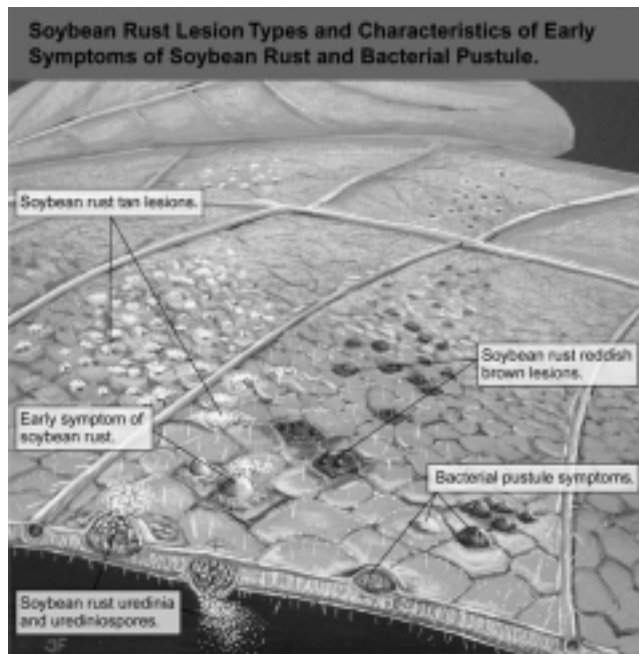 Soybean Rust Lesion Types and Characteristics of Early
Symptoms of Soybean Rust and Bacterial Pustule.
Soybean rust tan lesions.
Soybean rust reddish
brown lesions.
Early symptom of
soybean rust.
Bacterial pustule symptoms.
Soybean rust uredinia
and urediniospores.